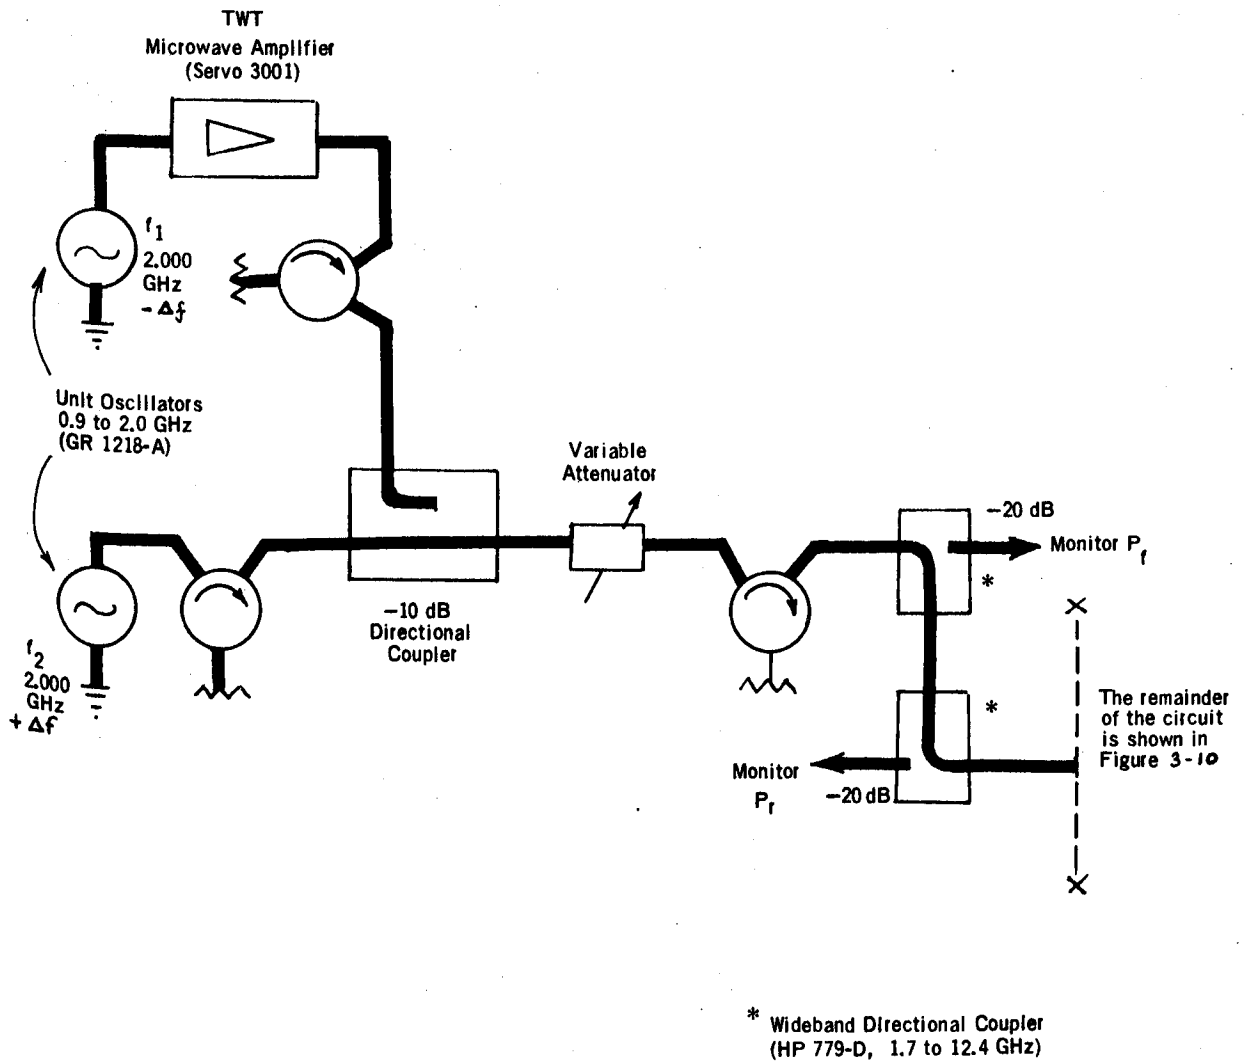 TWT
Microwave Amplifier
(Servo 3001)
f1
2.000
GHz
- Δf
Unit Oscillators
0.9 to 2.0 GHz
(GR 1218-A)
Variable
Attenuator
-20 dB
Monitor Pf
*
-10 dB
Directional
Coupler
f2
2.000
GHz
+ Δf
*
The remainder
of the circuit
is shown in
Figure 3-10
Monitor
Pr
-20 dB
* Wideband Directional Coupler
(HP 779-D, 1.7 to 12.4 GHz)